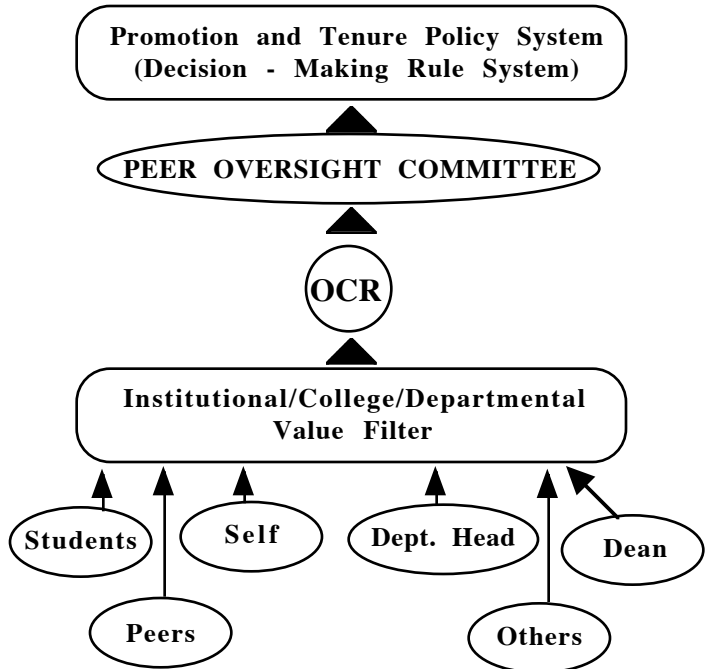 Promotion and Tenure Policy System
(Decision - Making Rule System)
PEER OVERSIGHT COMMITTEE
OCR
Institutional/College/Departmental
Value Filter
Students
Self
Dept. Head
Dean
Peers
Others